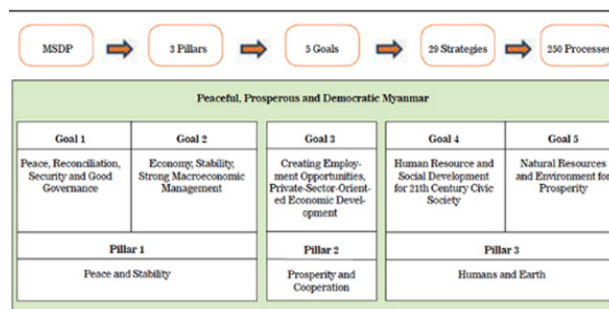 MSDP
3 Pillars
5 Goals
29 Strategies
250 Processes
Peaceful, Prosperous and Democratic Myanmar
Goal 1
Goal 2
Goal 3
Goal 4
Goal 5
Peace, Reconciliation,
Security and Good
Governance
Economy, Stability,
Strong Macroeconomic
Management
Creating Employ-
ment Opportunities,
Private-Sector-Orient-
ed Economic Devel-
opment
Human Resource and
Social Development
for 21th Century Civic
Society
Natural Resources
and Environment for
Prosperity
Pillar 1
Pillar 2
Pillar 3
Peace and Stability
Prosperity and
Cooperation
Humans and Earth